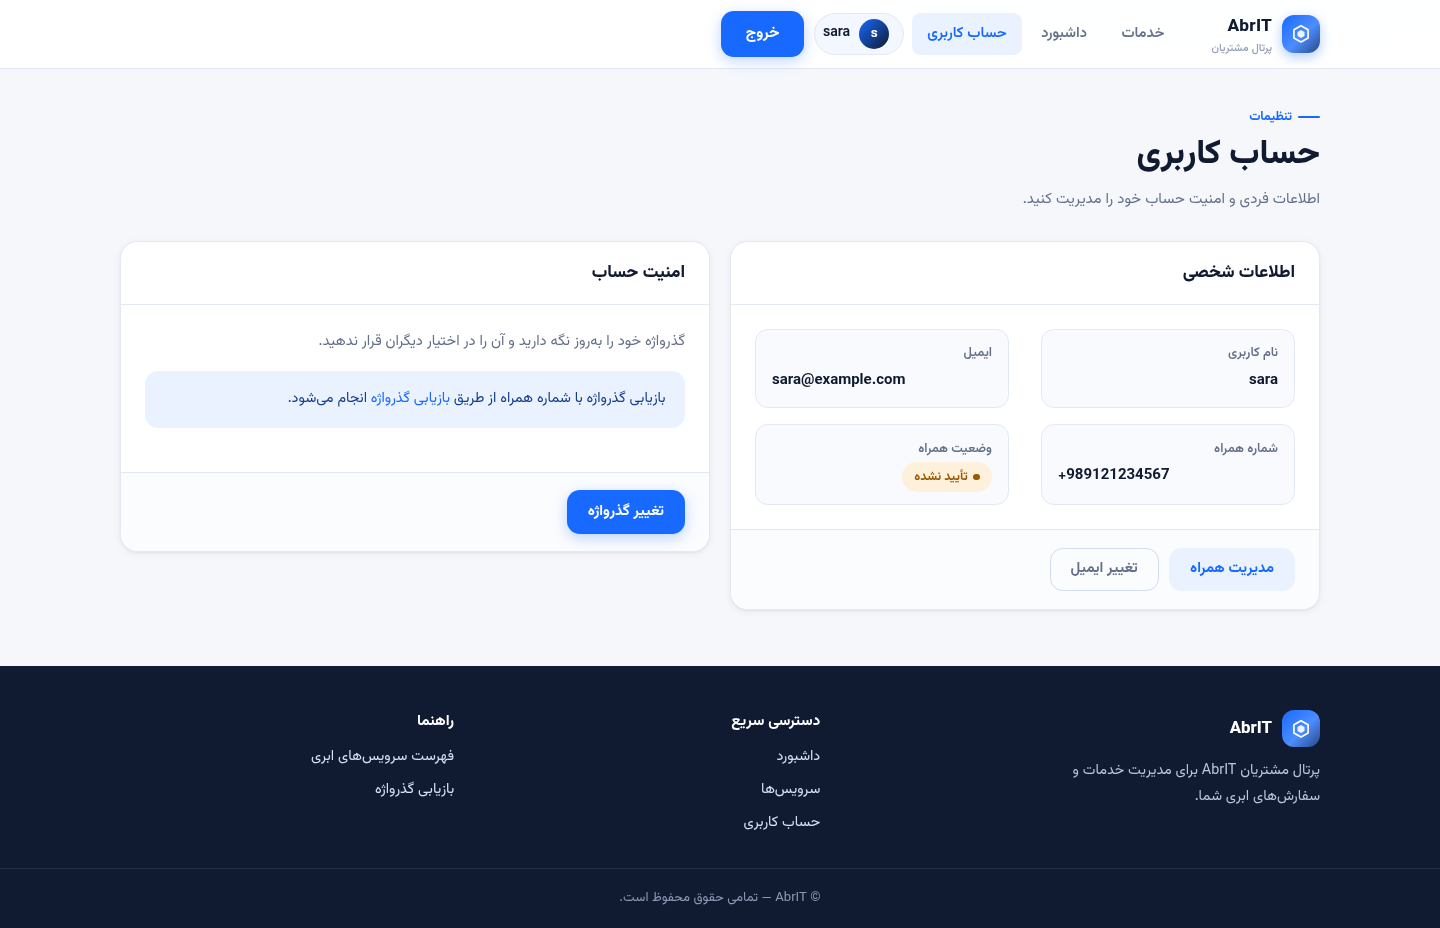 AbrIT
پرتال مشتریان
خدمات
داشبورد
حساب کاربری
s
sara
خروج
تنظیمات
حساب کاربری
اطلاعات فردی و امنیت حساب خود را مدیریت کنید.
اطلاعات شخصی
نام کاربری
sara
ایمیل
sara@example.com
شماره همراه
+989121234567
وضعیت همراه
تأیید نشده
مدیریت همراه
تغییر ایمیل
امنیت حساب
گذرواژه خود را به‌روز نگه دارید و آن را در اختیار دیگران قرار ندهید.
بازیابی گذرواژه با شماره همراه از طریق بازیابی گذرواژه انجام می‌شود.
تغییر گذرواژه
AbrIT
پرتال مشتریان AbrIT برای مدیریت خدمات و
سفارش‌های ابری شما.
دسترسی سریع
داشبورد
سرویس‌ها
حساب کاربری
راهنما
فهرست سرویس‌های ابری
بازیابی گذرواژه
© AbrIT — تمامی حقوق محفوظ است.